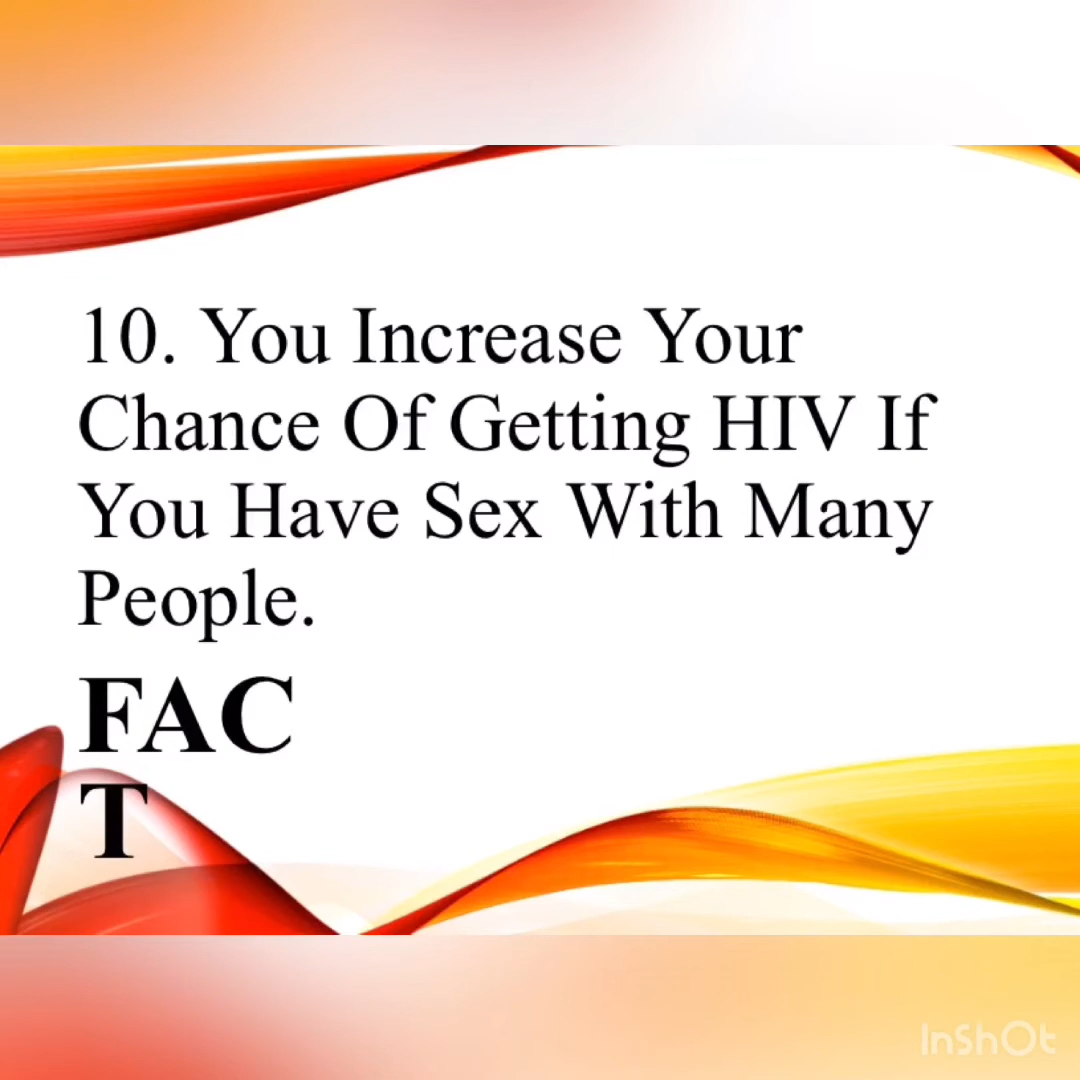 10. You Increase Your
Chance Of Getting HIV If
You Have Sex With Many
People.
FAC
T
InShOt